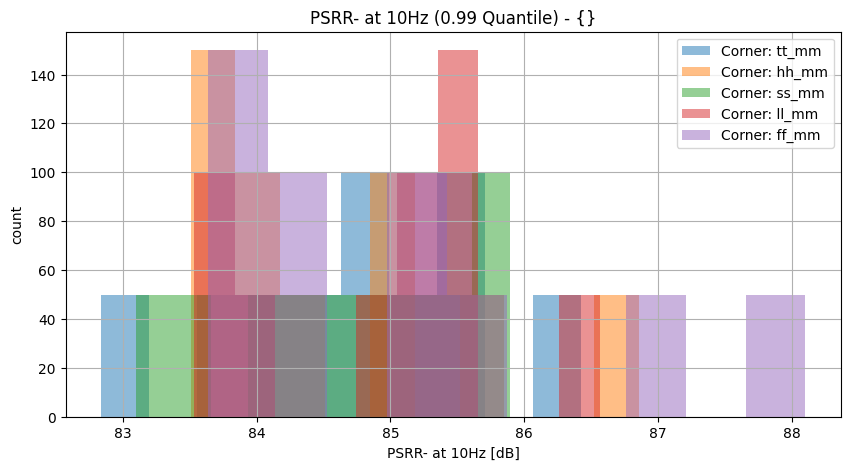 PSRR- at 10Hz (0.99 Quantile) - {}
Corner: tt_mm
Corner: hh_mm
Corner: ss_mm
Corner: ll_mm
Corner: ff_mm
count
140
120
100
80
60
40
20
0
83
84
85
86
87
88
PSRR- at 10Hz [dB]